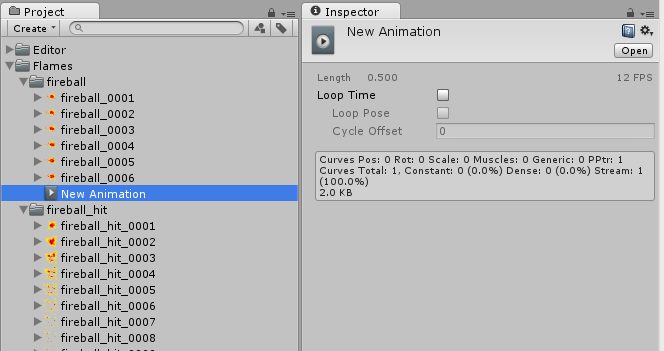 Project
Create
Editor
Flames
fireball
fireball_0001
fireball_0002
fireball_0003
fireball_0004
fireball_0005
fireball_0006
New Animation
fireball_hit
fireball_hit_0001
fireball_hit_0002
fireball_hit_0003
fireball_hit_0004
fireball_hit_0005
fireball_hit_0006
fireball_hit_0007
fireball_hit_0008
Inspector
New Animation
Open
Length 0.500 12 FPS
Loop Time
Loop Pose
Cycle Offset 0
Curves Pos: 0 Rot: 0 Scale: 0 Muscles: 0 Generic: 0 PPtr: 1
Curves Total: 1, Constant: 0 (0.0%) Dense: 0 (0.0%) Stream: 1
(100.0%)
2.0 KB